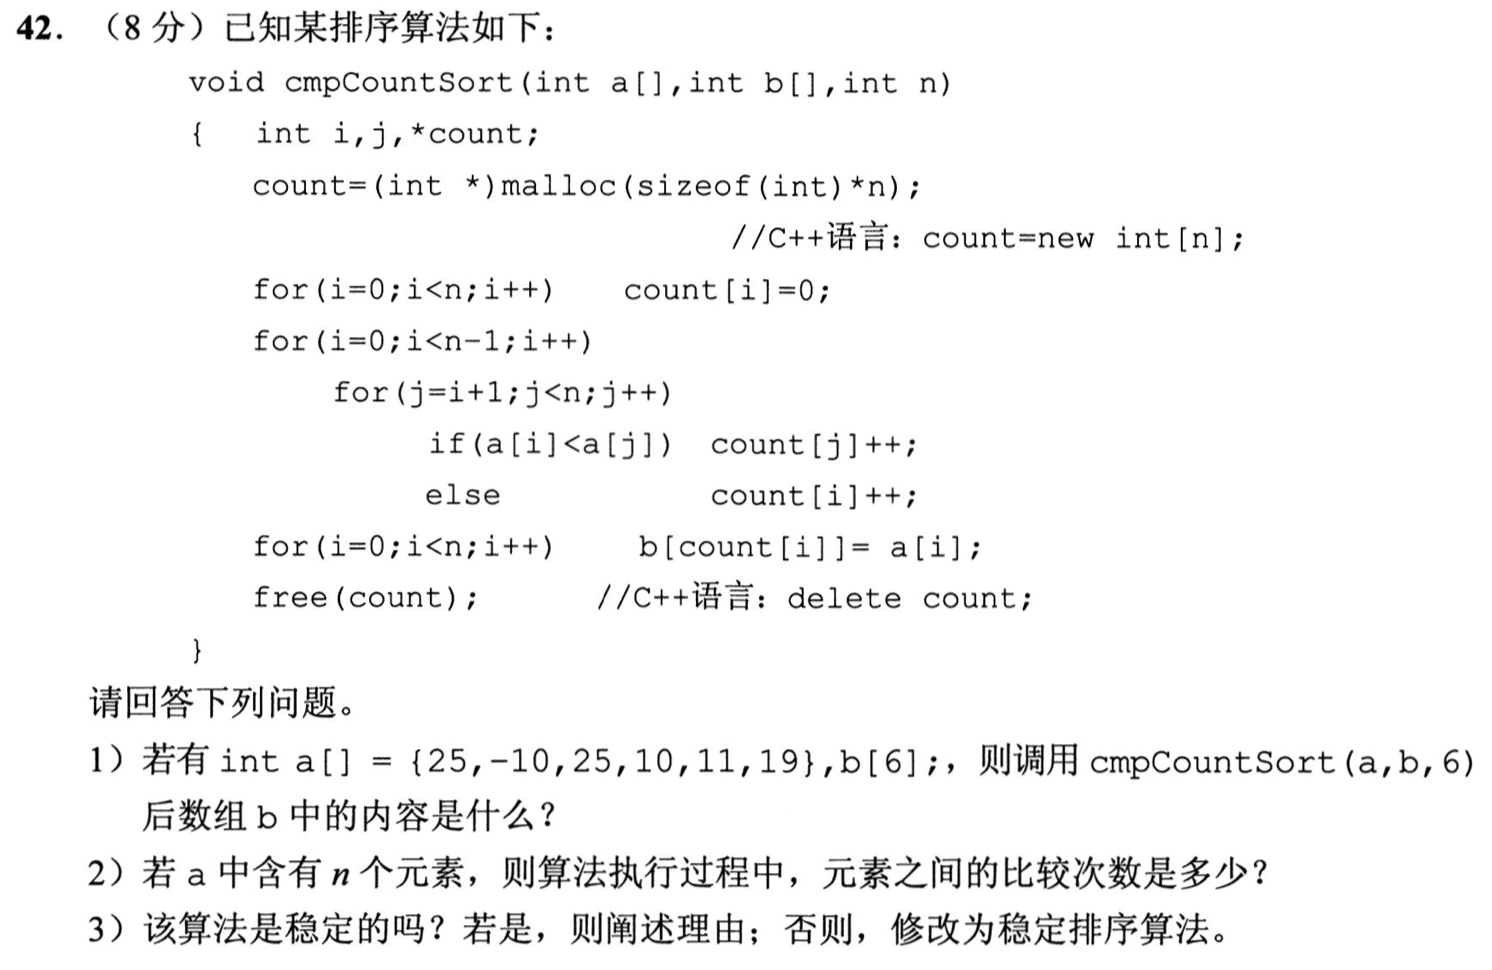 42. （8 分）已知某排序算法如下：
void cmpCountSort(int a[],int b[],int n)
{ int i,j,*count;
count=(int *)malloc(sizeof(int)*n);
//C++语言：count=new int[n];
for(i=0;i<n;i++) count[i]=0;
for(i=0;i<n-1;i++)
for(j=i+1;j<n;j++)
if(a[i]<a[j]) count[j]++;
else count[i]++;
for(i=0;i<n;i++) b[count[i]]= a[i];
free(count); //C++语言：delete count;
}
请回答下列问题。
1）若有 int a[] = {25,-10,25,10,11,19},b[6];，则调用 cmpCountSort(a,b,6)
后数组 b 中的内容是什么？
2）若 a 中含有 n 个元素，则算法执行过程中，元素之间的比较次数是多少？
3）该算法是稳定的吗？若是，则阐述理由；否则，修改为稳定排序算法。